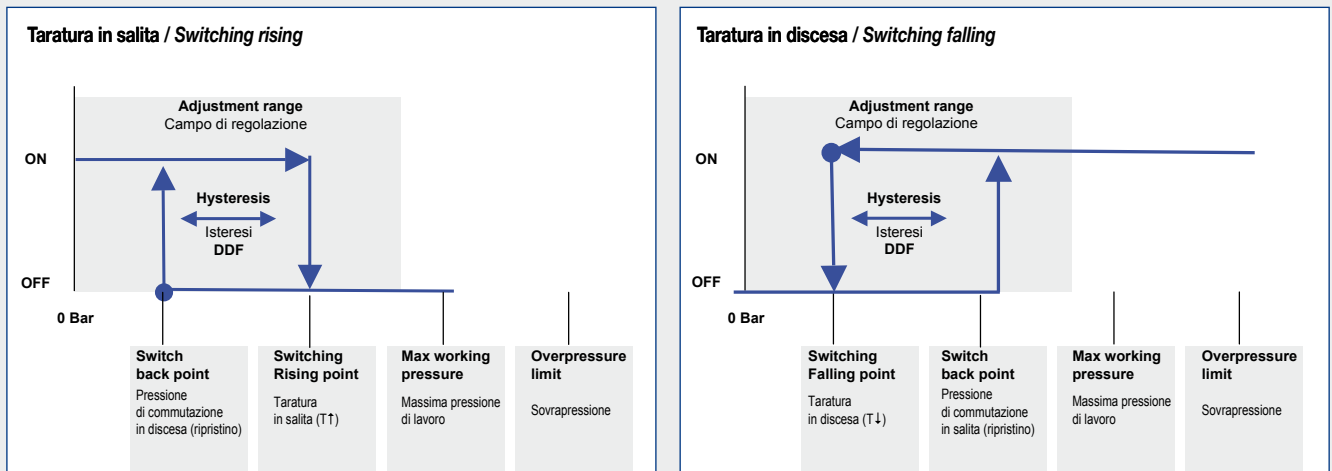 Taratura in salita / Switching rising
Adjustment range
Campo di regolazione
ON
Hysteresis
Isteresi
DDF
OFF
0 Bar
Switch
back point
Pressione
di commutazione
in discesa (ripristino)
Switching
Rising point
Taratura
in salita (T↑)
Max working
pressure
Massima pressione
di lavoro
Overpressure
limit
Sovrapressione
Taratura in discesa / Switching falling
Adjustment range
Campo di regolazione
ON
Hysteresis
Isteresi
DDF
OFF
0 Bar
Switching
Falling point
Taratura
in discesa (T↓)
Switch
back point
Pressione
di commutazione
in salita (ripristino)
Max working
pressure
Massima pressione
di lavoro
Overpressure
limit
Sovrapressione